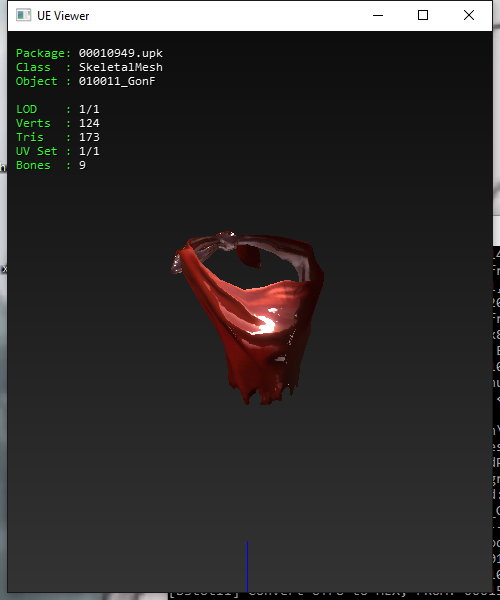 UE Viewer
Package: 00010949.upk
Class : SkeletalMesh
Object : 010011_GonF
LOD : 1/1
Verts : 124
Tris : 173
UV Set : 1/1
Bones : 9